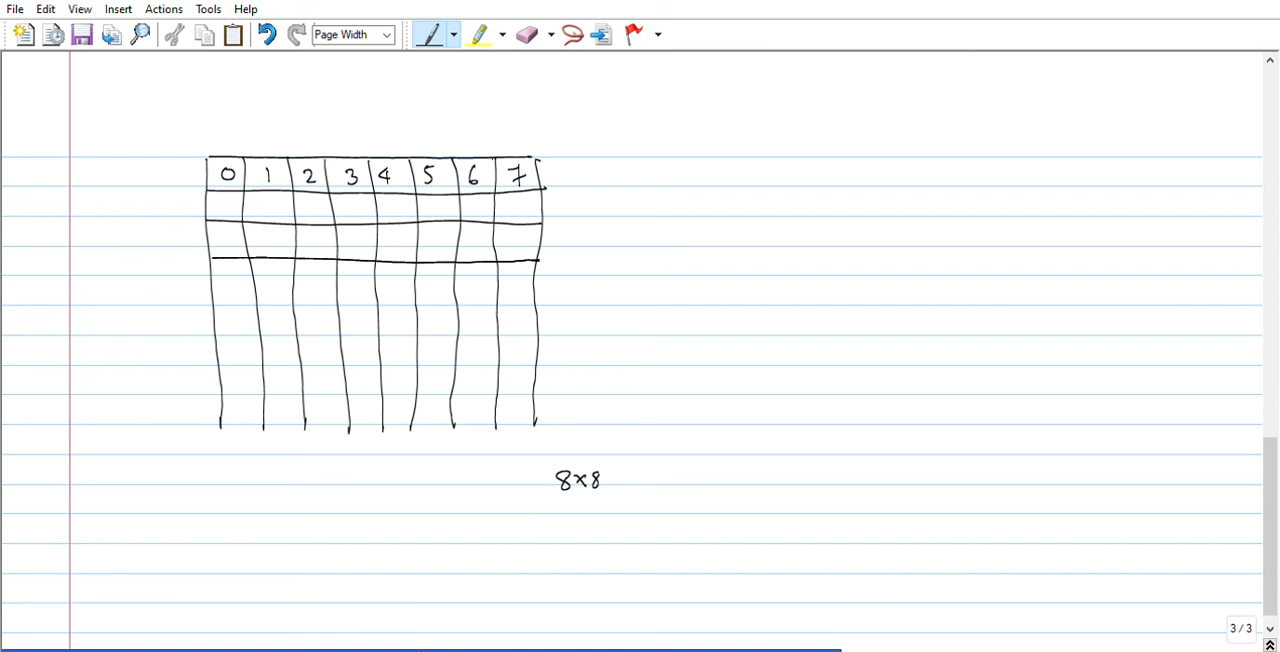 File Edit View Insert Actions Tools Help
Page Width
0 1 2 3 4 5 6 7
8x8
3 / 3